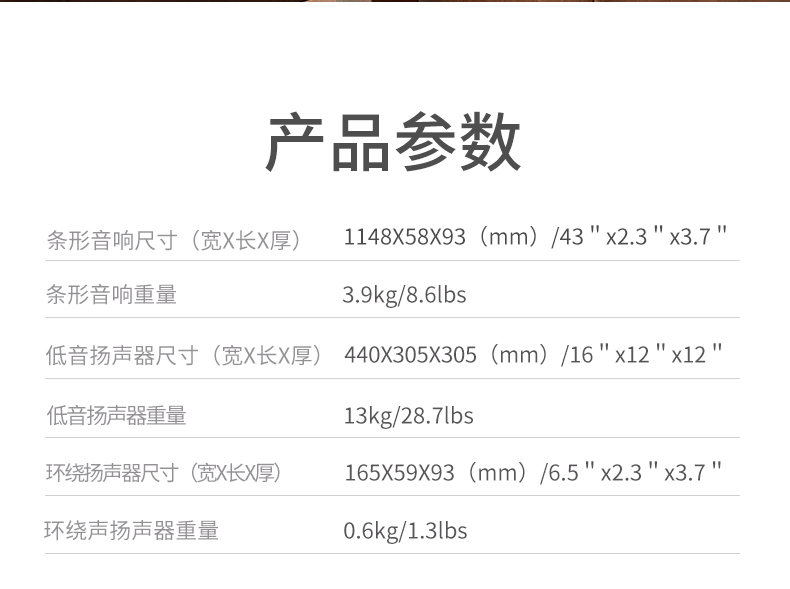 产品参数
条形音响尺寸（宽X长X厚） 1148X58X93（mm）/43＂x2.3＂x3.7＂
条形音响重量 3.9kg/8.6lbs
低音扬声器尺寸（宽X长X厚） 440X305X305（mm）/16＂x12＂x12＂
低音扬声器重量 13kg/28.7lbs
环绕扬声器尺寸（宽X长X厚） 165X59X93（mm）/6.5＂x2.3＂x3.7＂
环绕声扬声器重量 0.6kg/1.3lbs